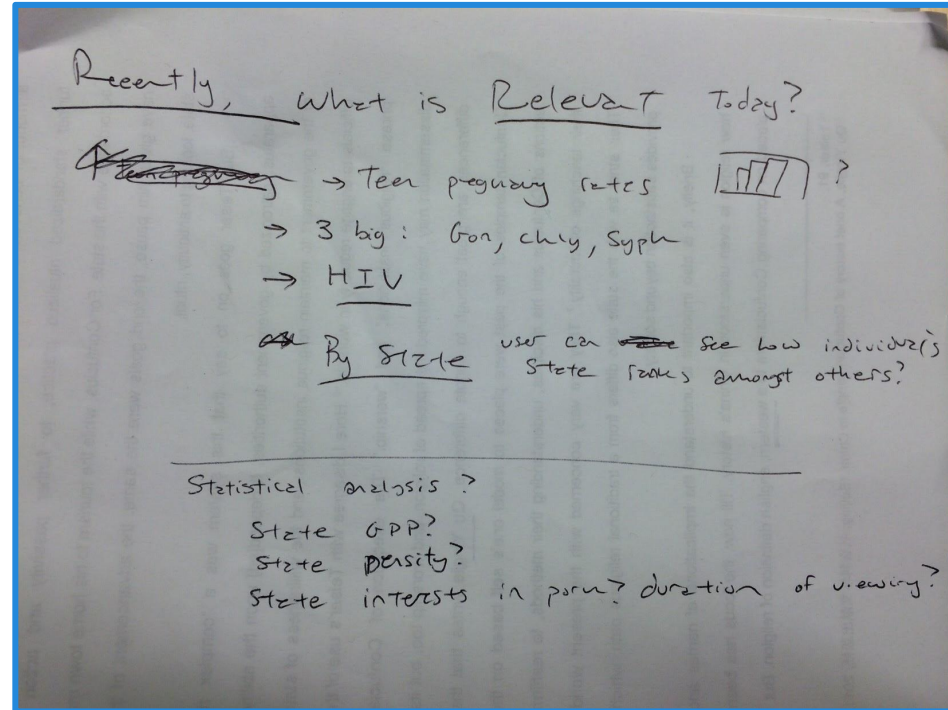 Recently, What is Relevant Today?
→ Teen pregnancy rates ?
→ 3 big: Gon, chly, Syph
→ HIV
By State user can see how individual's
state ranks amongst others?
Statistical analysis?
State GPP?
State Density?
State intersts in porn? duration of viewing?